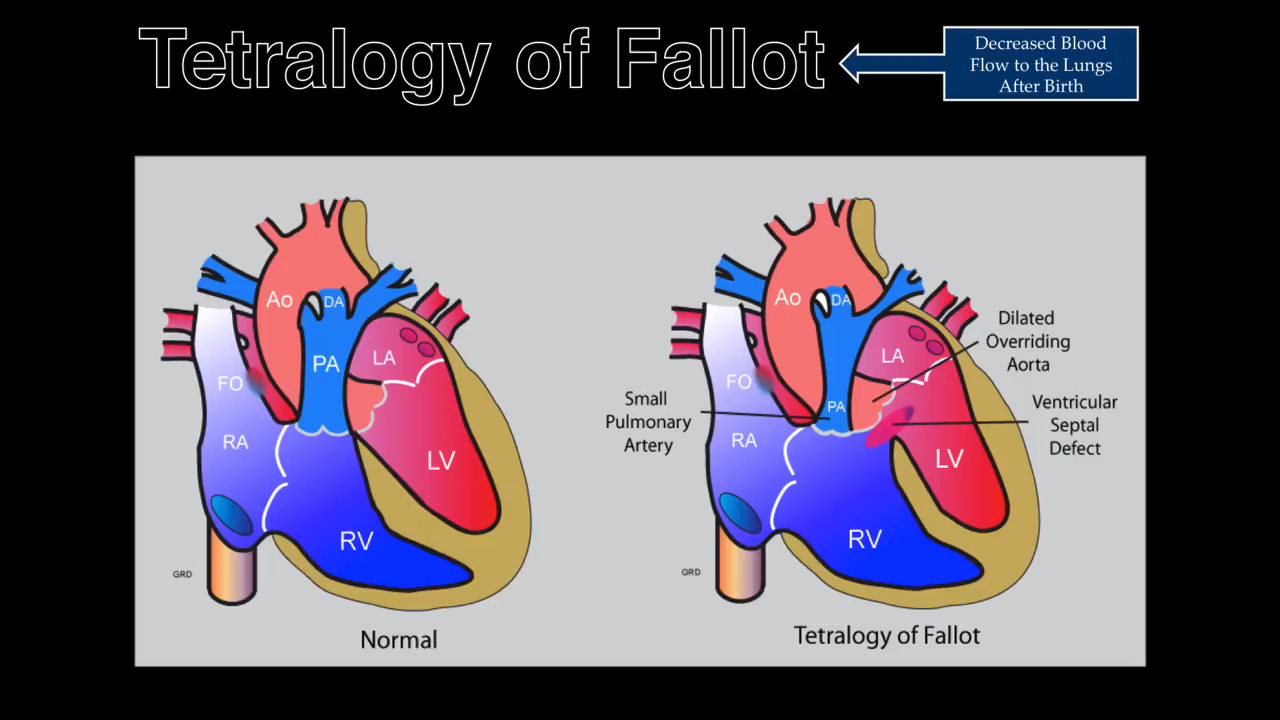 Tetralogy of Fallot
Decreased Blood
Flow to the Lungs
After Birth
Ao
DA
PA
LA
FO
RA
LV
RV
GRD
Normal
Ao
DA
LA
FO
PA
RA
LV
RV
GRD
Small
Pulmonary
Artery
Dilated
Overriding
Aorta
Ventricular
Septal
Defect
Tetralogy of Fallot